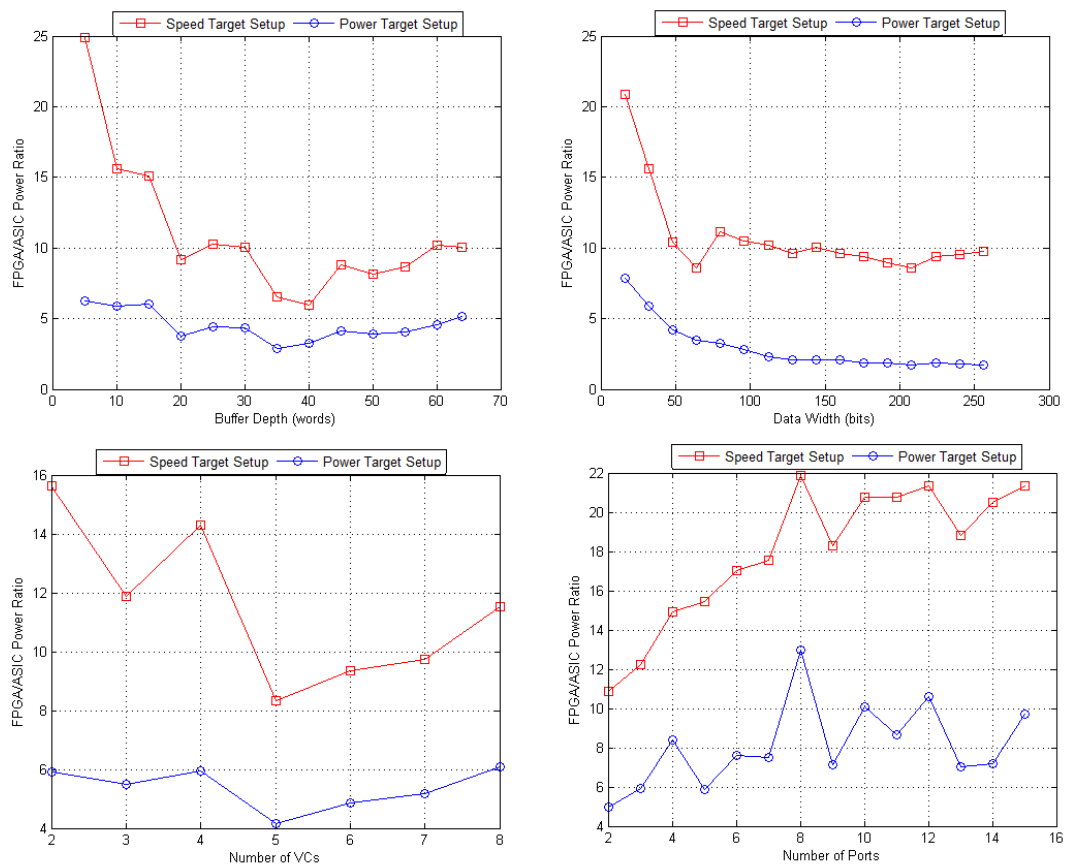 Speed Target Setup Power Target Setup
25
20
15
10
5
0
0 10 20 30 40 50 60 70
FPGA/ASIC Power Ratio
Buffer Depth (words)
Speed Target Setup Power Target Setup
25
20
15
10
5
0
0 50 100 150 200 250 300
FPGA/ASIC Power Ratio
Data Width (bits)
Speed Target Setup Power Target Setup
16
14
12
10
8
6
4
2 3 4 5 6 7 8
FPGA/ASIC Power Ratio
Number of VCs
Speed Target Setup Power Target Setup
22
20
18
16
14
12
10
8
6
4
2 4 6 8 10 12 14 16
FPGA/ASIC Power Ratio
Number of Ports